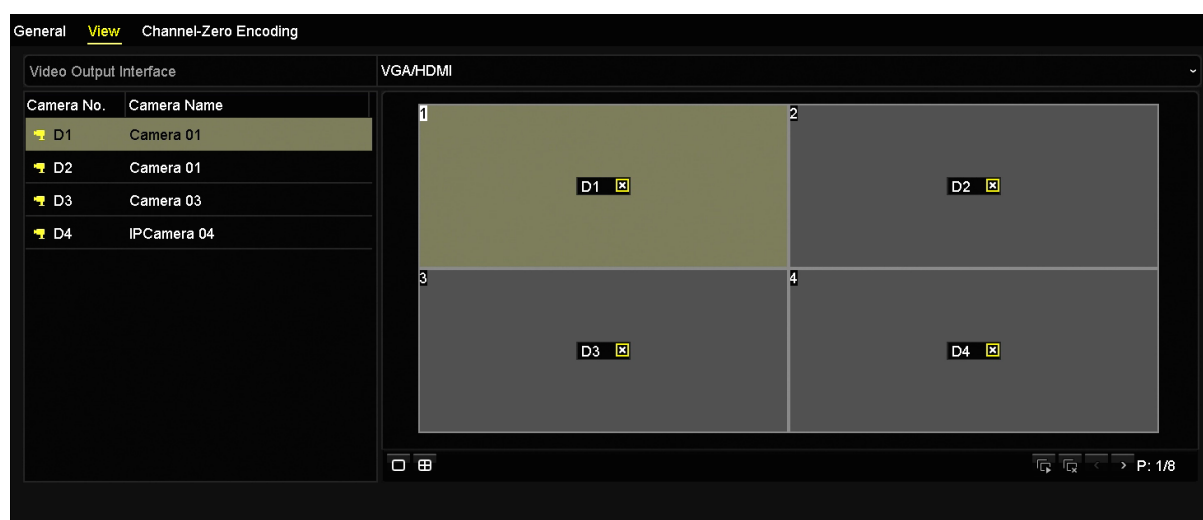 General View Channel-Zero Encoding
Video Output Interface VGA/HDMI
Camera No. Camera Name
D1 Camera 01
D2 Camera 01
D3 Camera 03
D4 IPCamera 04
1 2
D1 D2
3 4
D3 D4
P: 1/8